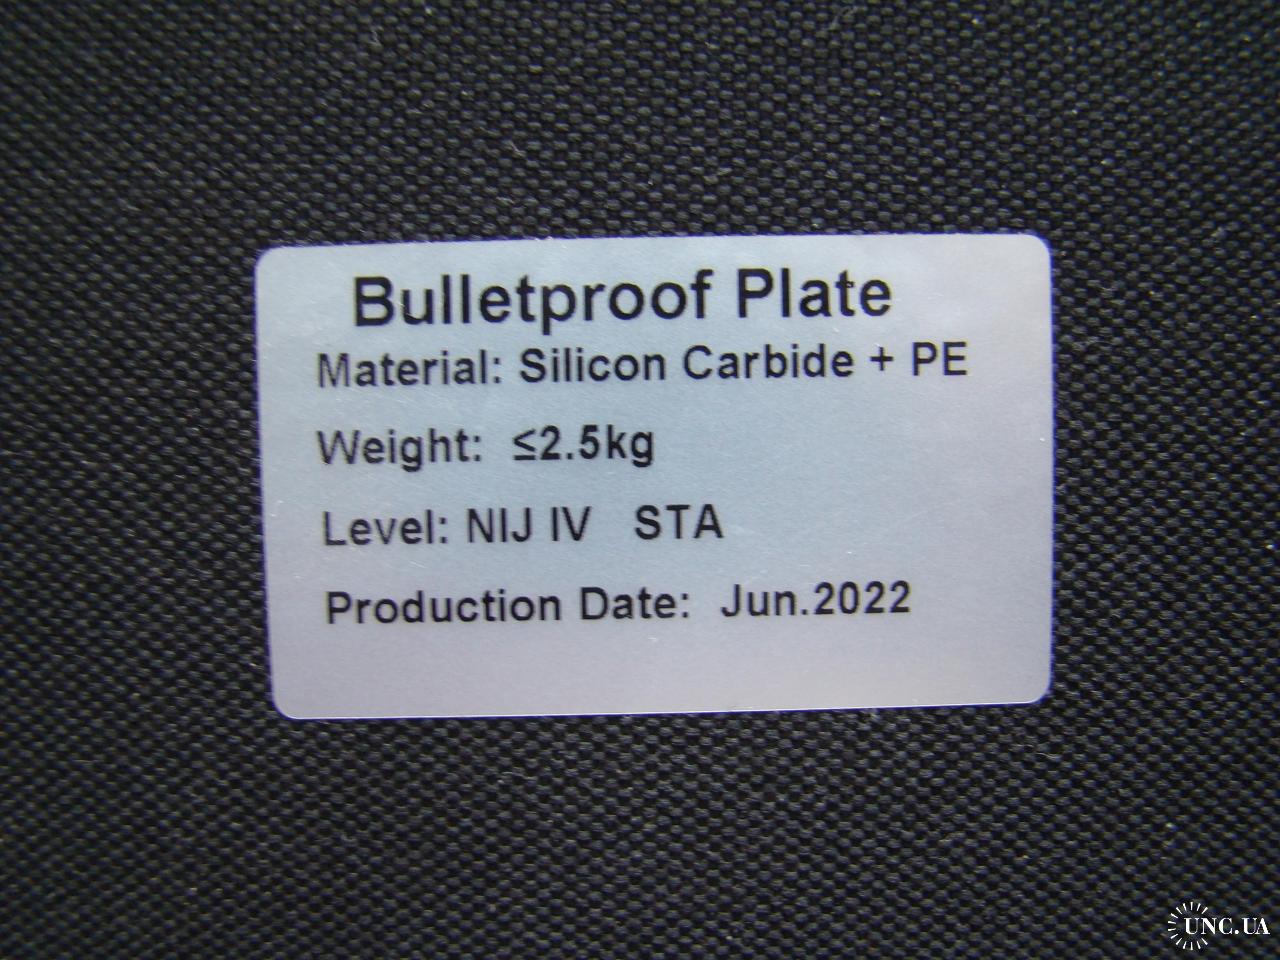 Bulletproof Plate
Material: Silicon Carbide + PE
Weight: ≤2.5kg
Level: NIJ IV STA
Production Date: Jun.2022
UNC.UA